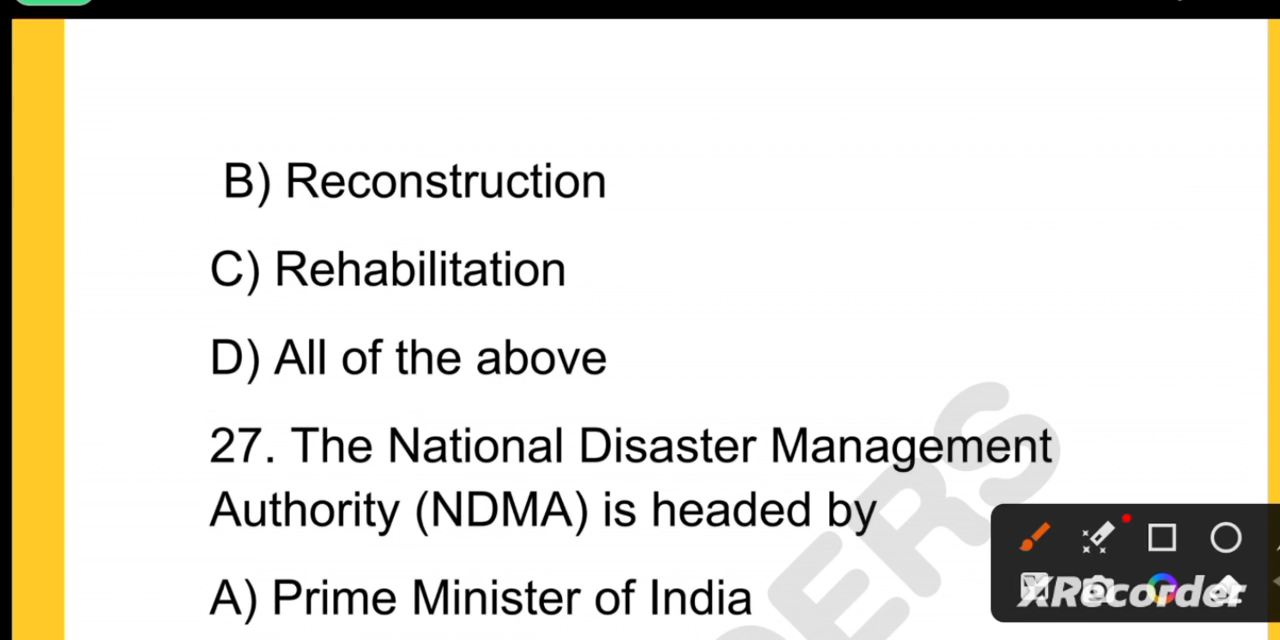 B) Reconstruction
C) Rehabilitation
D) All of the above
27. The National Disaster Management
Authority (NDMA) is headed by
A) Prime Minister of India
ERS
XRecorder